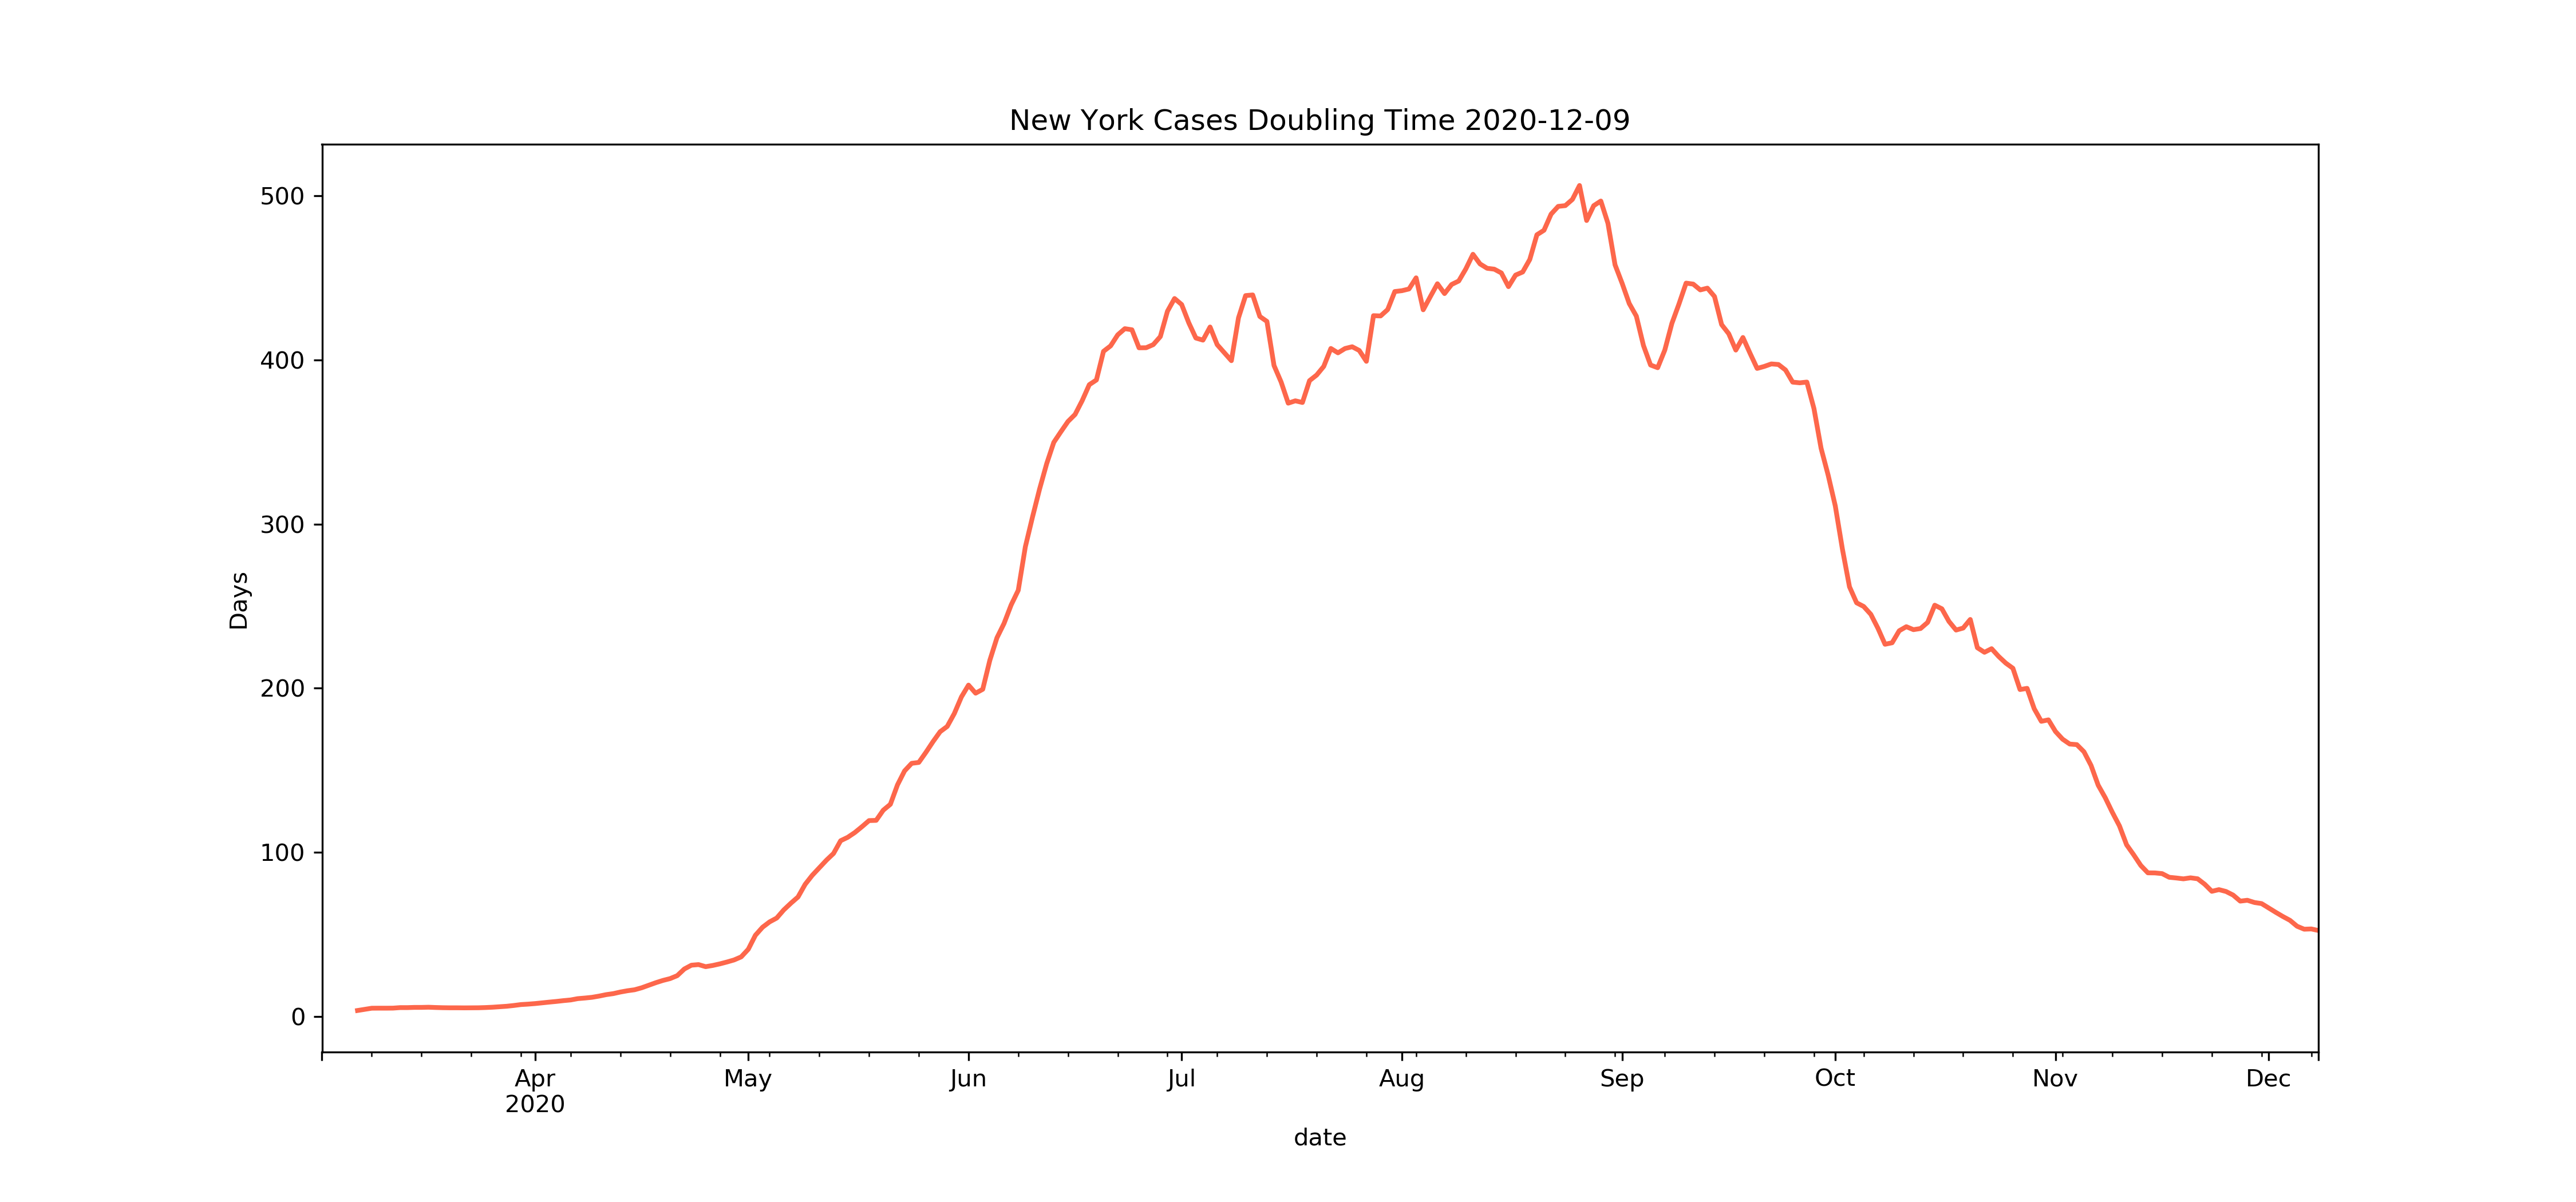 New York Cases Doubling Time 2020-12-09
500
400
300
200
100
0
Days
Apr May Jun Jul Aug Sep Oct Nov Dec
2020
date